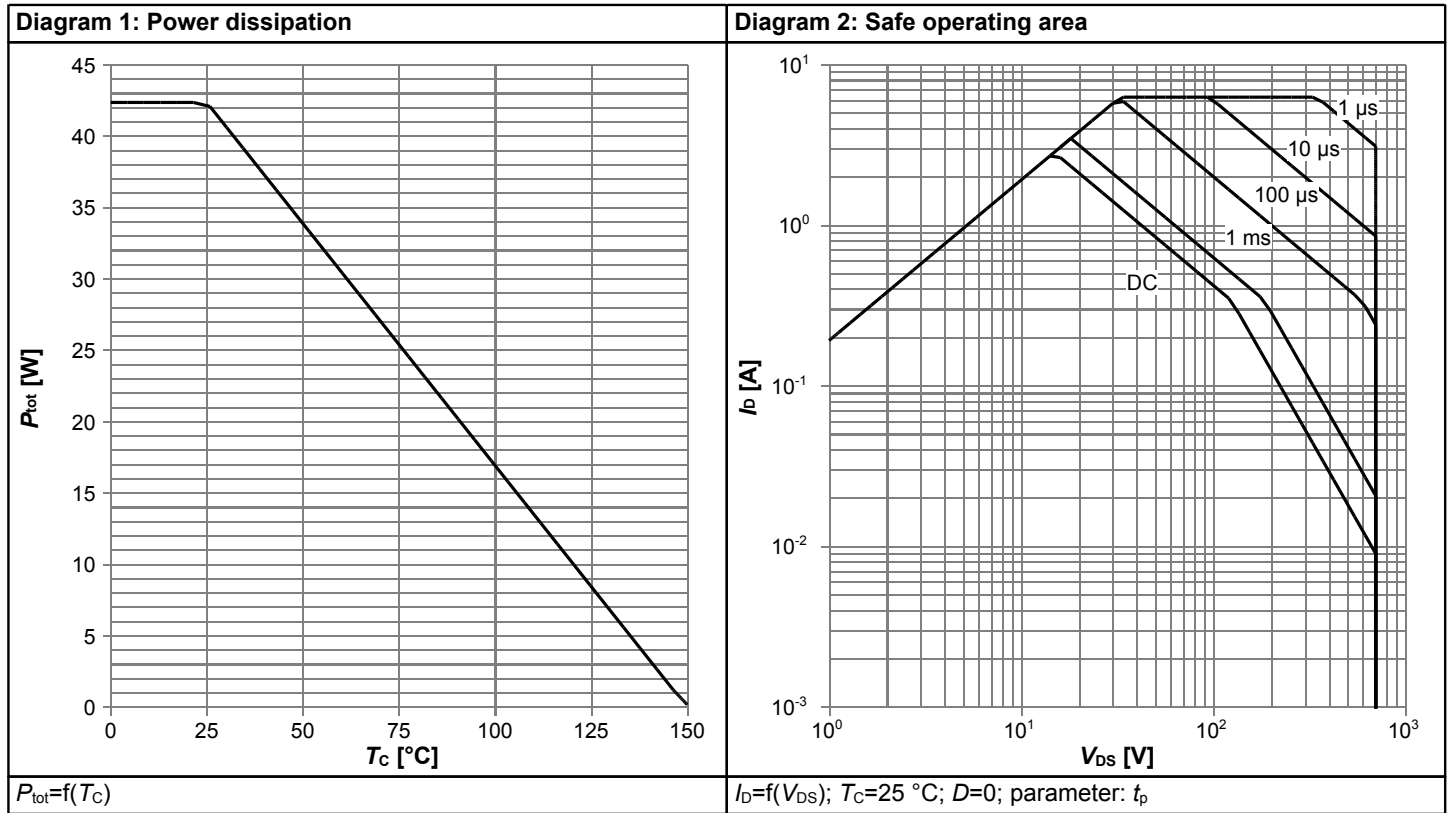 Diagram 1: Power dissipation
45
40
35
30
25
20
15
10
5
0
0 25 50 75 100 125 150
Ptot [W]
TC [°C]
Ptot=f(TC)
Diagram 2: Safe operating area
10¹
10⁰
10⁻¹
10⁻²
10⁻³
10⁰ 10¹ 10² 10³
1 µs
10 µs
100 µs
1 ms
DC
ID [A]
VDS [V]
ID=f(VDS); TC=25 °C; D=0; parameter: tp